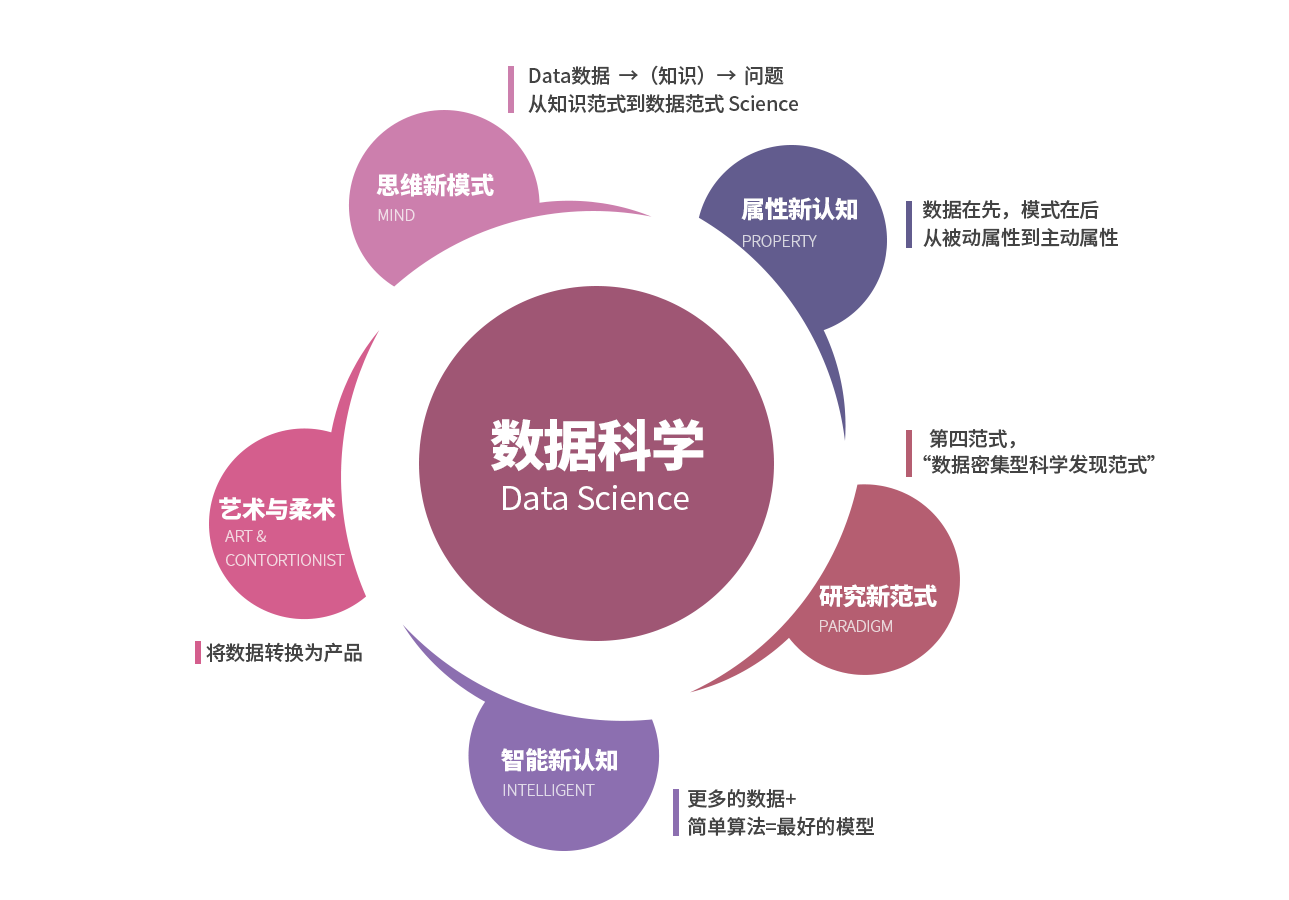 Data数据 →（知识）→ 问题
从知识范式到数据范式 Science
思维新模式
MIND
属性新认知
PROPERTY
数据在先，模式在后
从被动属性到主动属性
数据科学
Data Science
第四范式，
“数据密集型科学发现范式”
研究新范式
PARADIGM
艺术与柔术
ART &
CONTORTIONIST
将数据转换为产品
智能新认知
INTELLIGENT
更多的数据+
简单算法=最好的模型